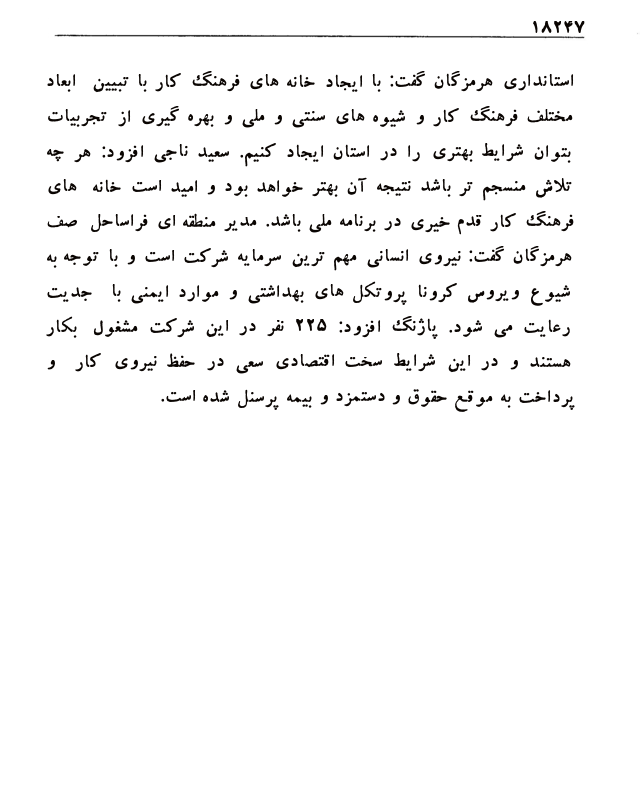 ۱۸۲۴۷
استانداری هرمزگان گفت: با ایجاد خانه های فرهنگ کار با تبیین ابعاد
مختلف فرهنگ کار و شیوه های سنتی و ملی و بهره گیری از تجربیات
بتوان شرایط بهتری را در استان ایجاد کنیم. سعید ناجی افزود: هر چه
تلاش منسجم تر باشد نتیجه آن بهتر خواهد بود و امید است خانه های
فرهنگ کار قدم خیری در برنامه ملی باشد. مدیر منطقه ای فراساحل صف
هرمزگان گفت: نیروی انسانی مهم ترین سرمایه شرکت است و با توجه به
شیوع ویروس کرونا پروتکل های بهداشتی و موارد ایمنی با جدیت
رعایت می شود. پاژنگ افزود: ۲۲۵ نفر در این شرکت مشغول بکار
هستند و در این شرایط سخت اقتصادی سعی در حفظ نیروی کار و
پرداخت به موقع حقوق و دستمزد و بیمه پرسنل شده است.